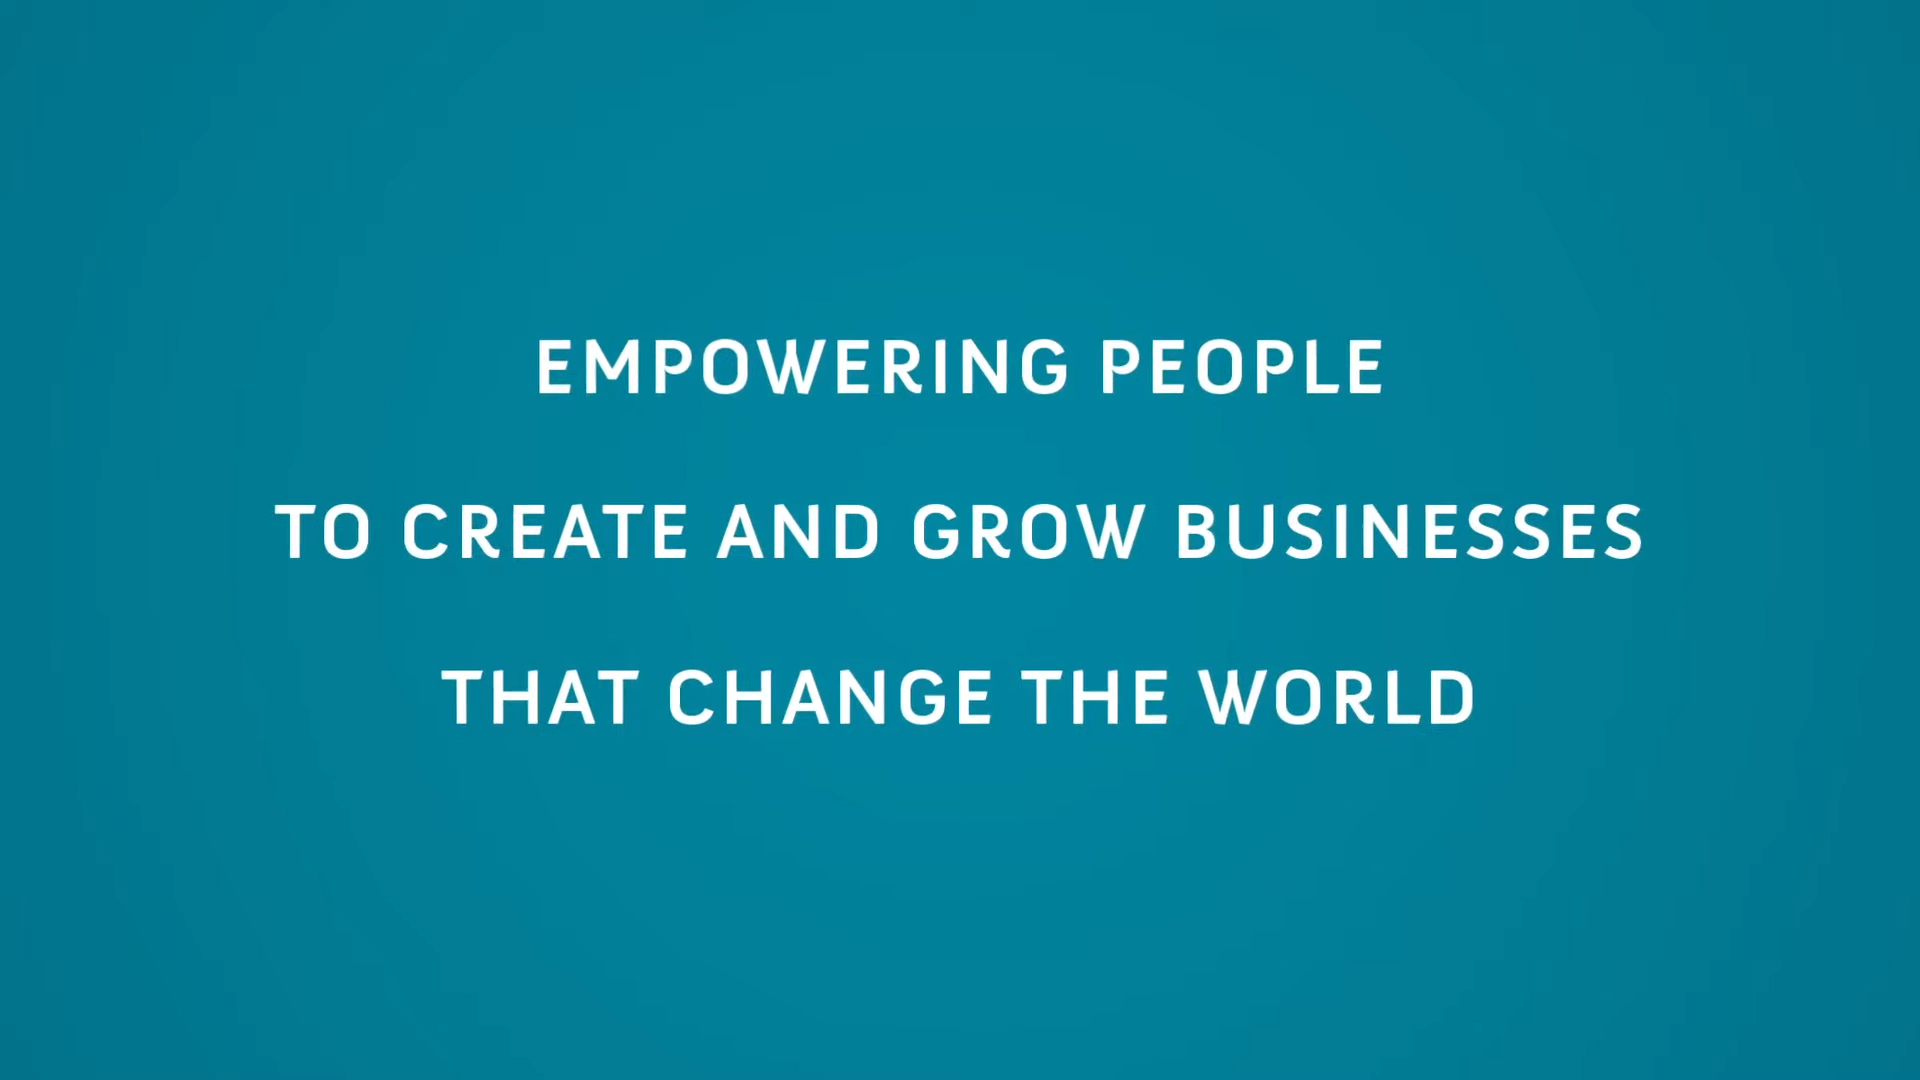 EMPOWERING PEOPLE
TO CREATE AND GROW BUSINESSES
THAT CHANGE THE WORLD